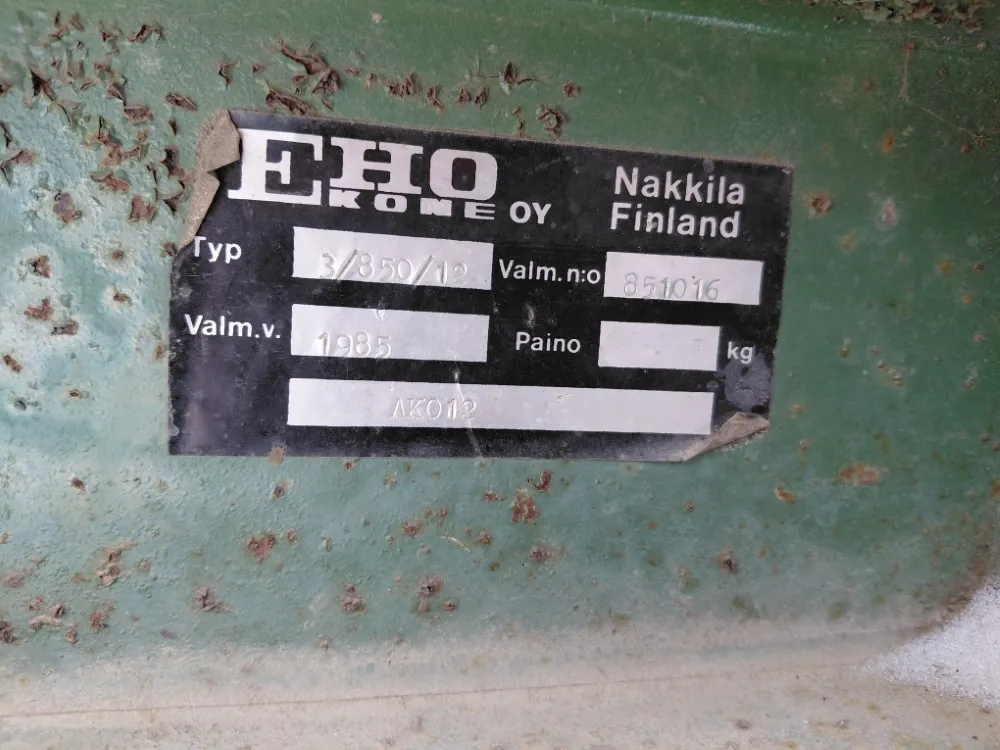 EHO KONE OY
Nakkila
Finland
Typ 3/850/12 Valm.n:o 851016
Valm.v. 1985 Paino kg
AK012